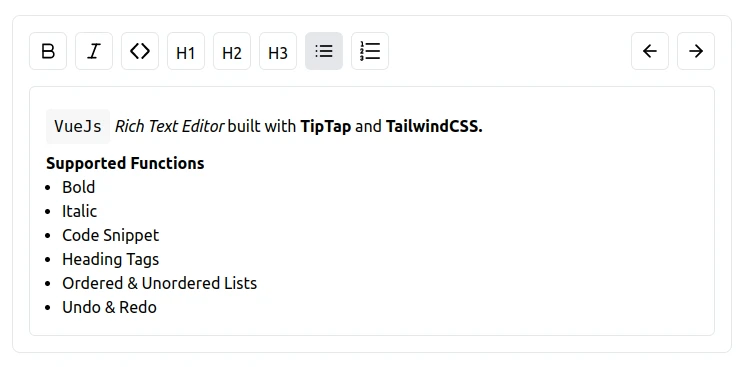 B I <> H1 H2 H3
VueJs Rich Text Editor built with TipTap and TailwindCSS.
Supported Functions
• Bold
• Italic
• Code Snippet
• Heading Tags
• Ordered & Unordered Lists
• Undo & Redo